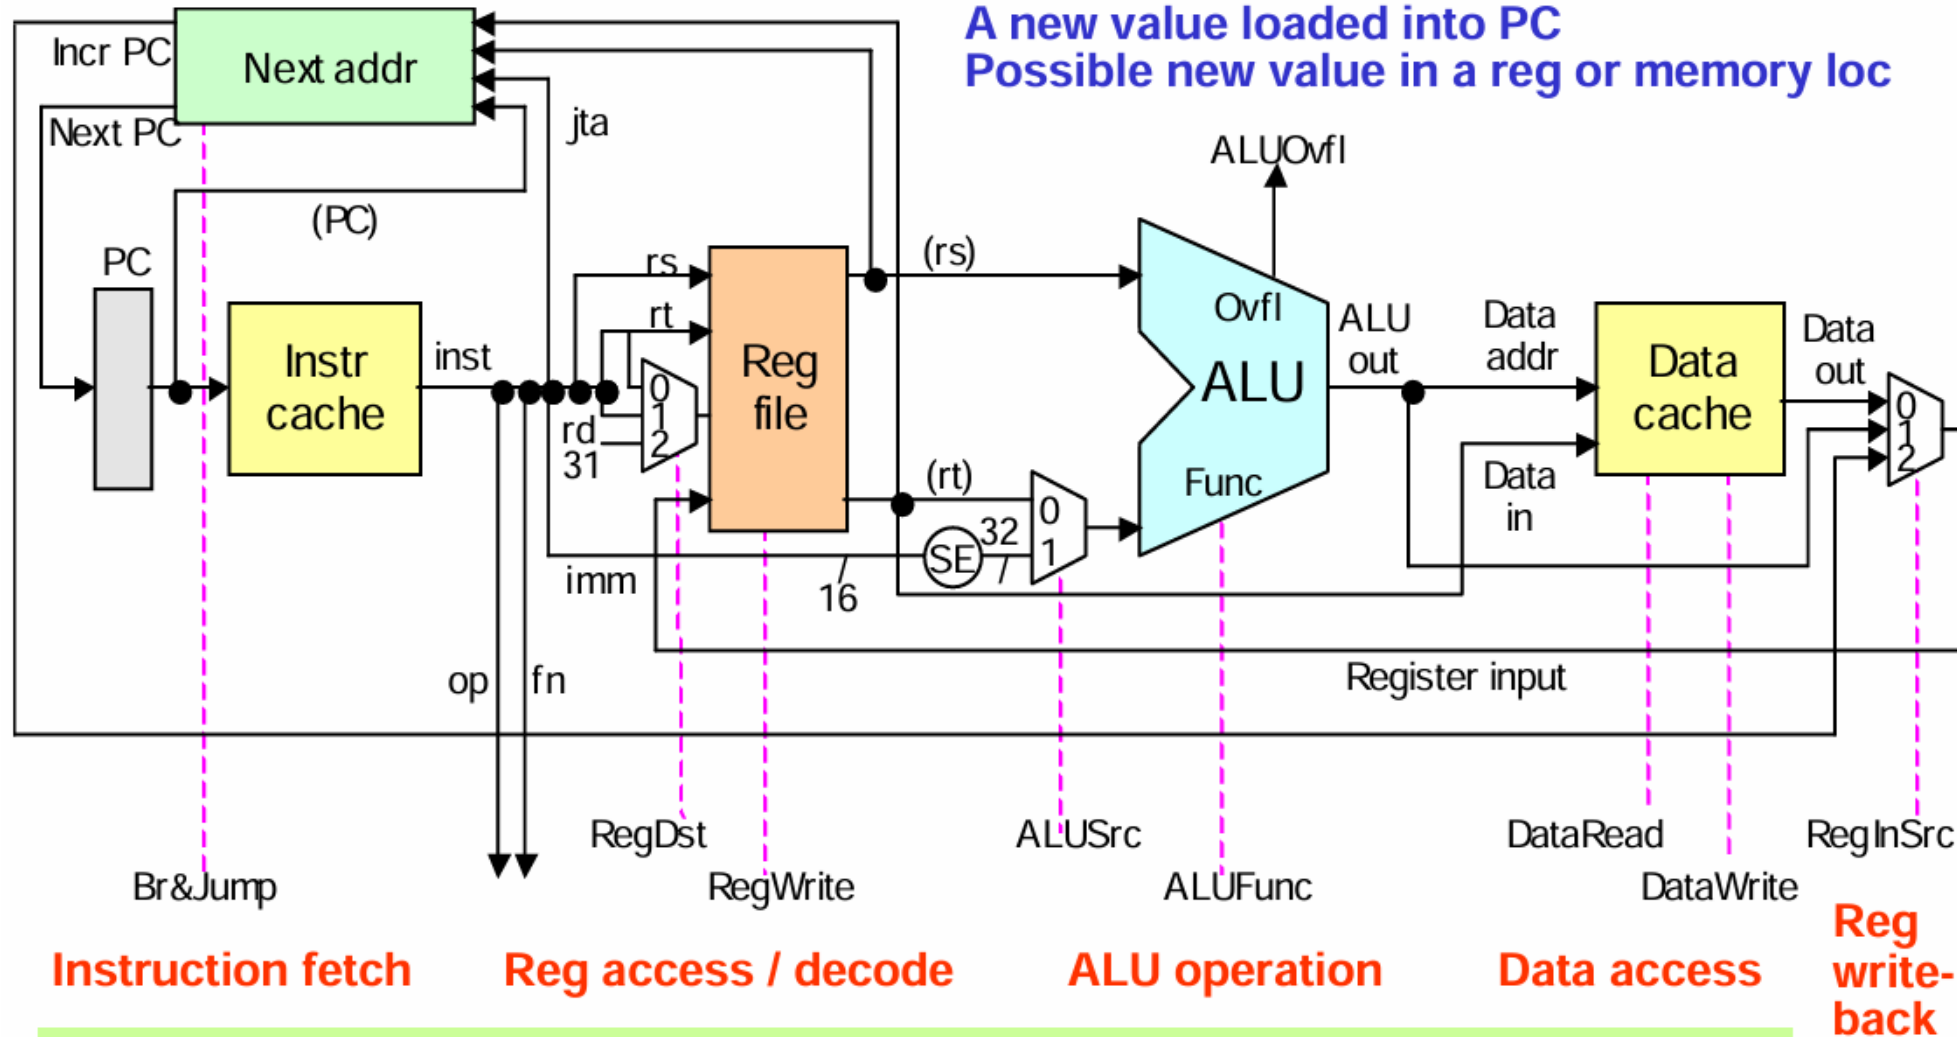 A new value loaded into PC
Possible new value in a reg or memory loc
Incr PC
Next addr
Next PC
jta
(PC)
ALUOvfl
PC
rs
(rs)
rt
Ovfl
ALU
out
Data
addr
Data
out
Instr
cache
inst
Reg
file
ALU
Data
cache
0
1
2
rd
31
0
1
2
(rt)
Func
Data
in
0
1
32
SE
imm
16
op
fn
Register input
RegDst
ALUSrc
DataRead
RegInSrc
Br&Jump
RegWrite
ALUFunc
DataWrite
Instruction fetch
Reg access / decode
ALU operation
Data access
Reg
write-
back